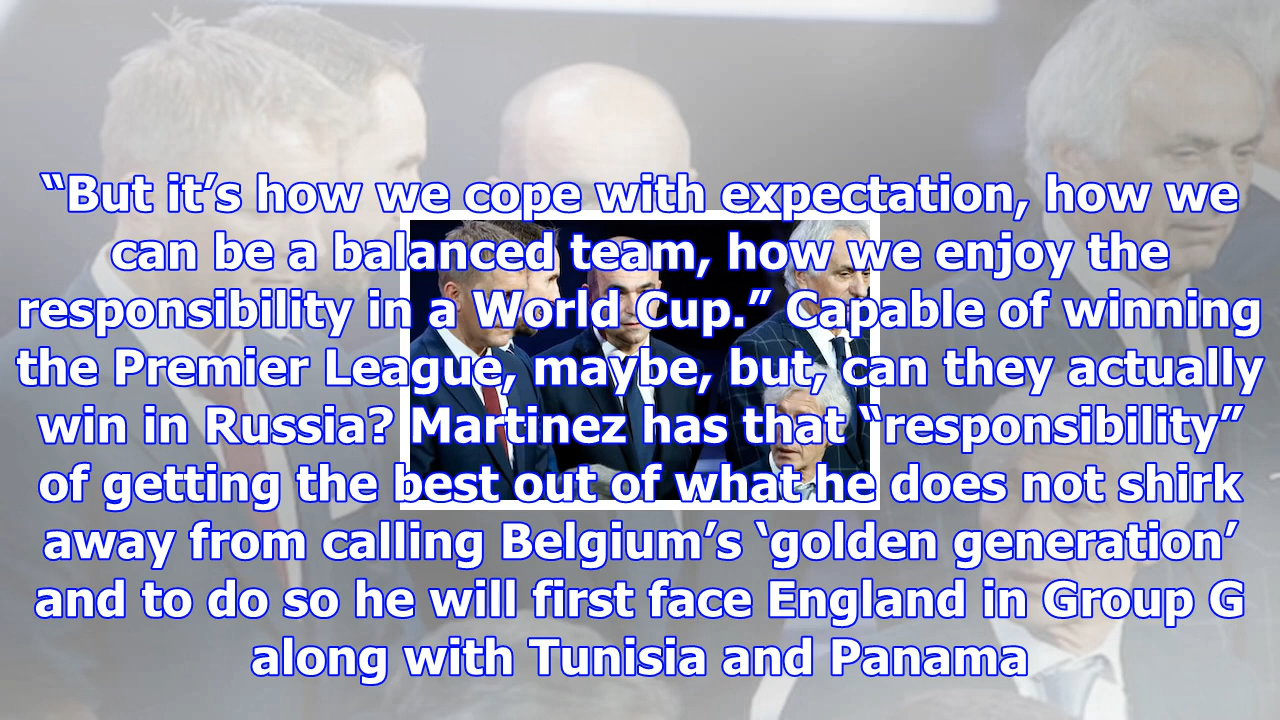 “But it’s how we cope with expectation, how we
can be a balanced team, how we enjoy the
responsibility in a World Cup.” Capable of winning
the Premier League, maybe, but, can they actually
win in Russia? Martinez has that “responsibility”
of getting the best out of what he does not shirk
away from calling Belgium’s ‘golden generation’
and to do so he will first face England in Group G
along with Tunisia and Panama